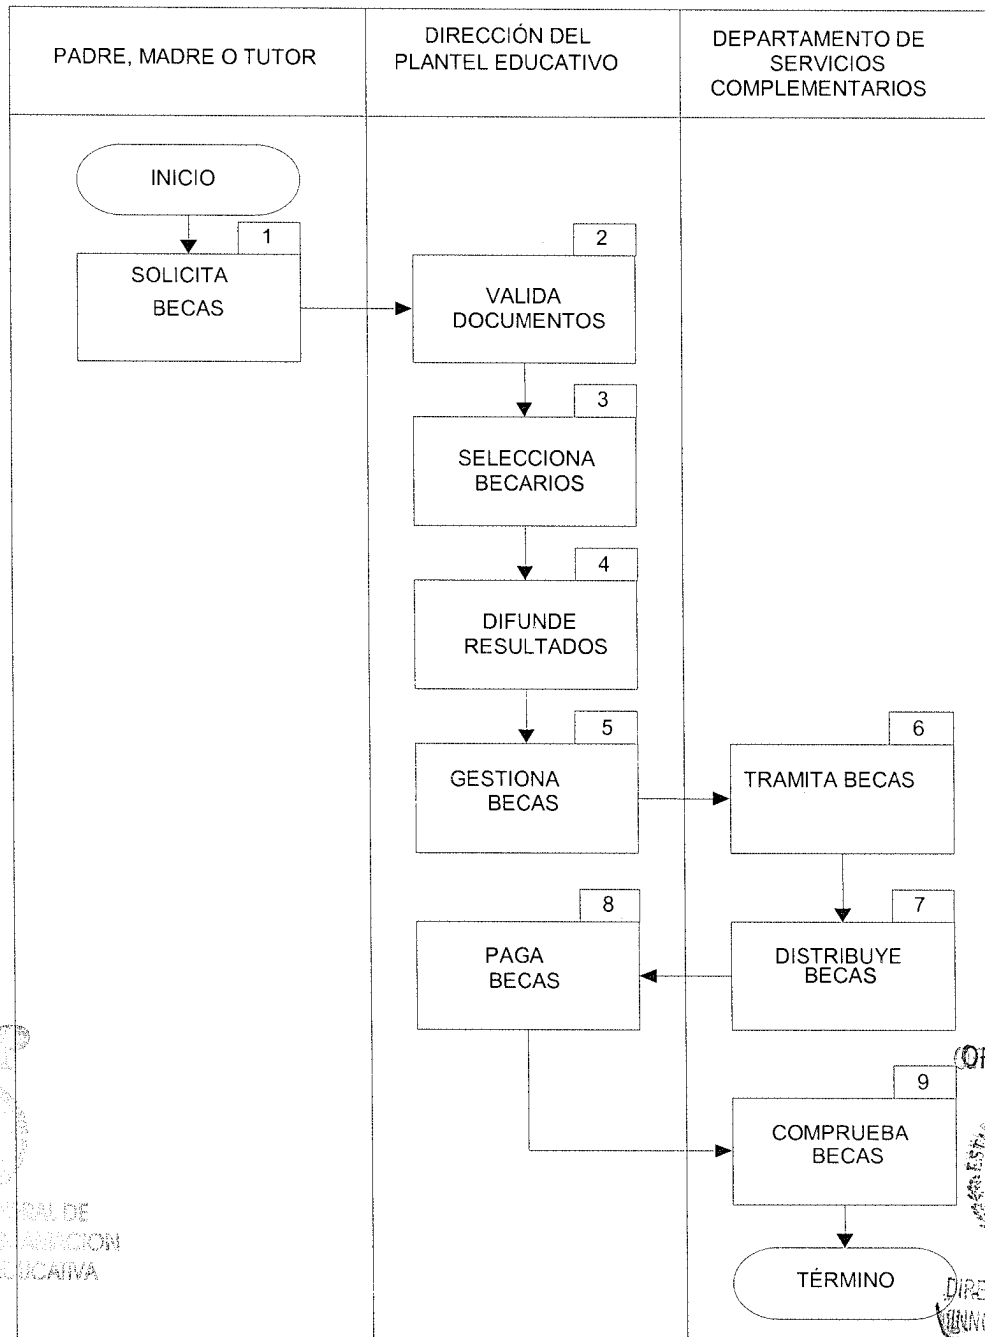 PADRE, MADRE O TUTOR
DIRECCIÓN DEL
PLANTEL EDUCATIVO
DEPARTAMENTO DE
SERVICIOS
COMPLEMENTARIOS
INICIO
1
SOLICITA
BECAS
2
VALIDA
DOCUMENTOS
3
SELECCIONA
BECARIOS
4
DIFUNDE
RESULTADOS
5
GESTIONA
BECAS
6
TRAMITA BECAS
7
DISTRIBUYE
BECAS
8
PAGA
BECAS
9
COMPRUEBA
BECAS
TÉRMINO
DE